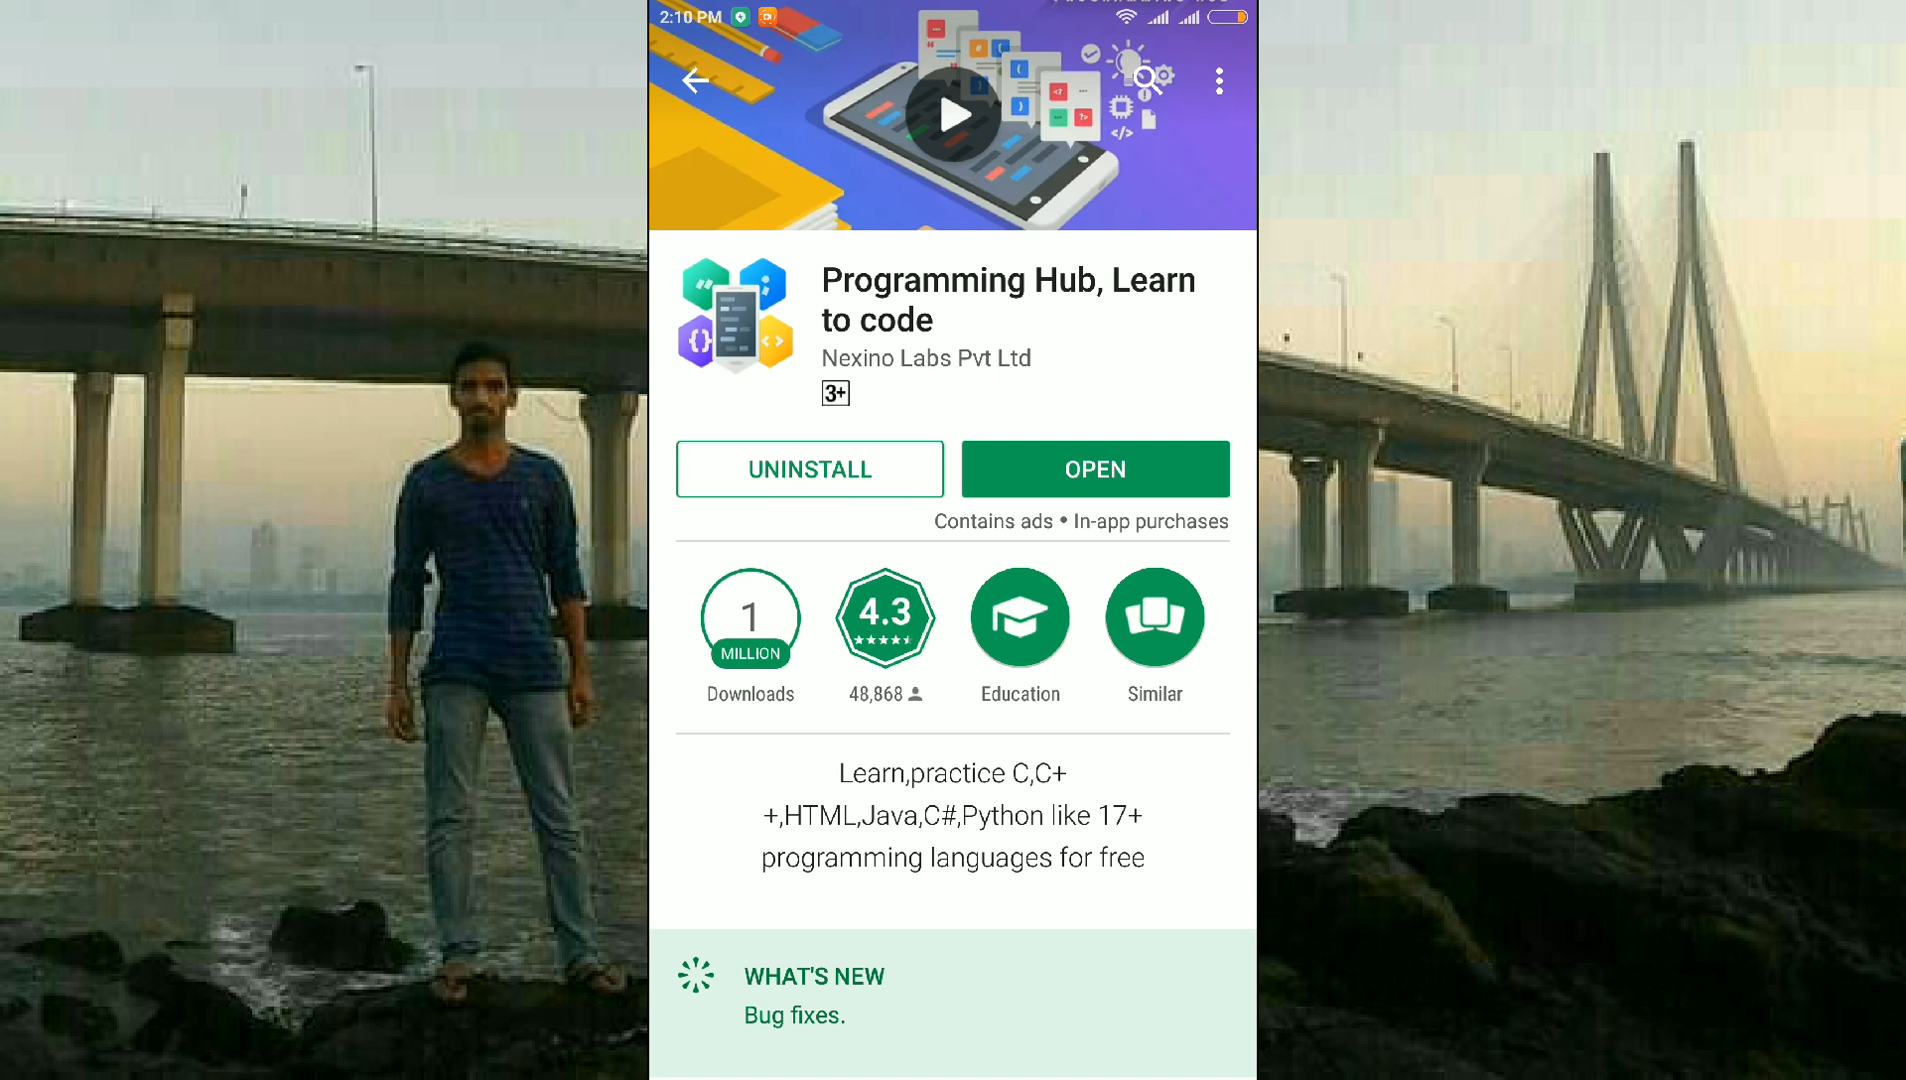 2:10 PM
Programming Hub, Learn
to code
Nexino Labs Pvt Ltd
3+
UNINSTALL
OPEN
Contains ads • In-app purchases
1
MILLION
Downloads
4.3
48,868
Education
Similar
Learn,practice C,C+
+,HTML,Java,C#,Python like 17+
programming languages for free
WHAT'S NEW
Bug fixes.